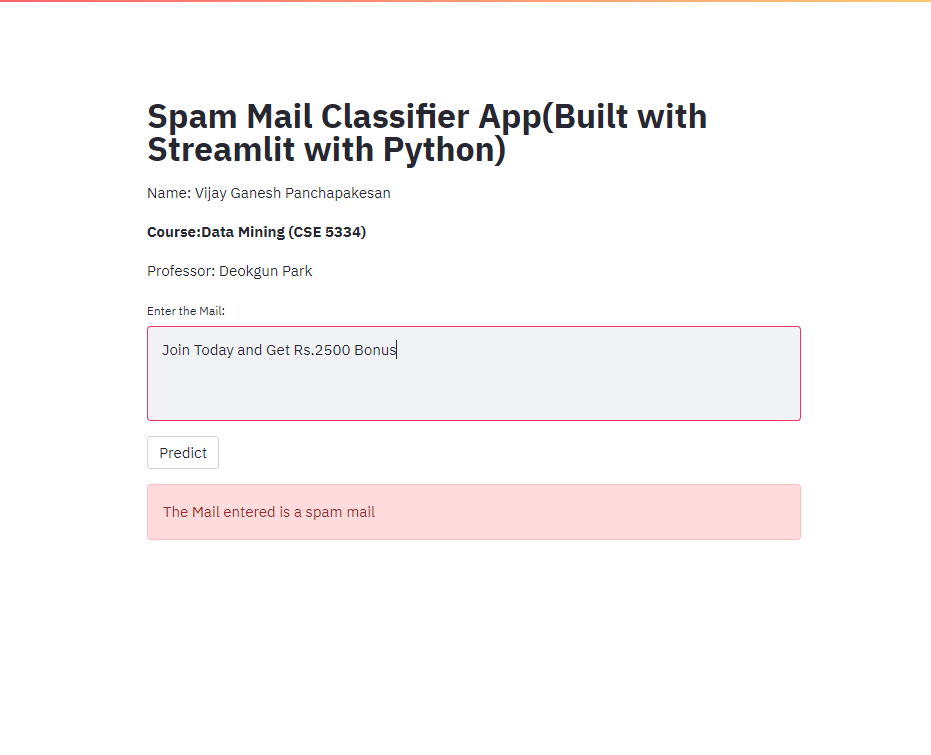 Spam Mail Classifier App(Built with
Streamlit with Python)
Name: Vijay Ganesh Panchapakesan
Course:Data Mining (CSE 5334)
Professor: Deokgun Park
Enter the Mail:
Join Today and Get Rs.2500 Bonus
Predict
The Mail entered is a spam mail